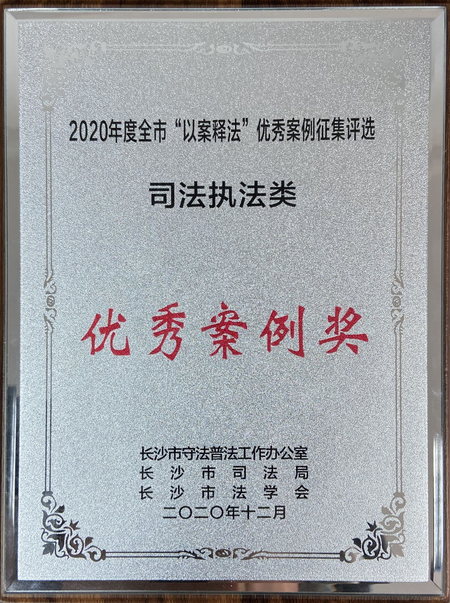 2020年度全市“以案释法”优秀案例征集评选
司法执法类
优秀案例奖
长沙市守法普法工作办公室
长沙市司法局
长沙市法学会
二〇二〇年十二月